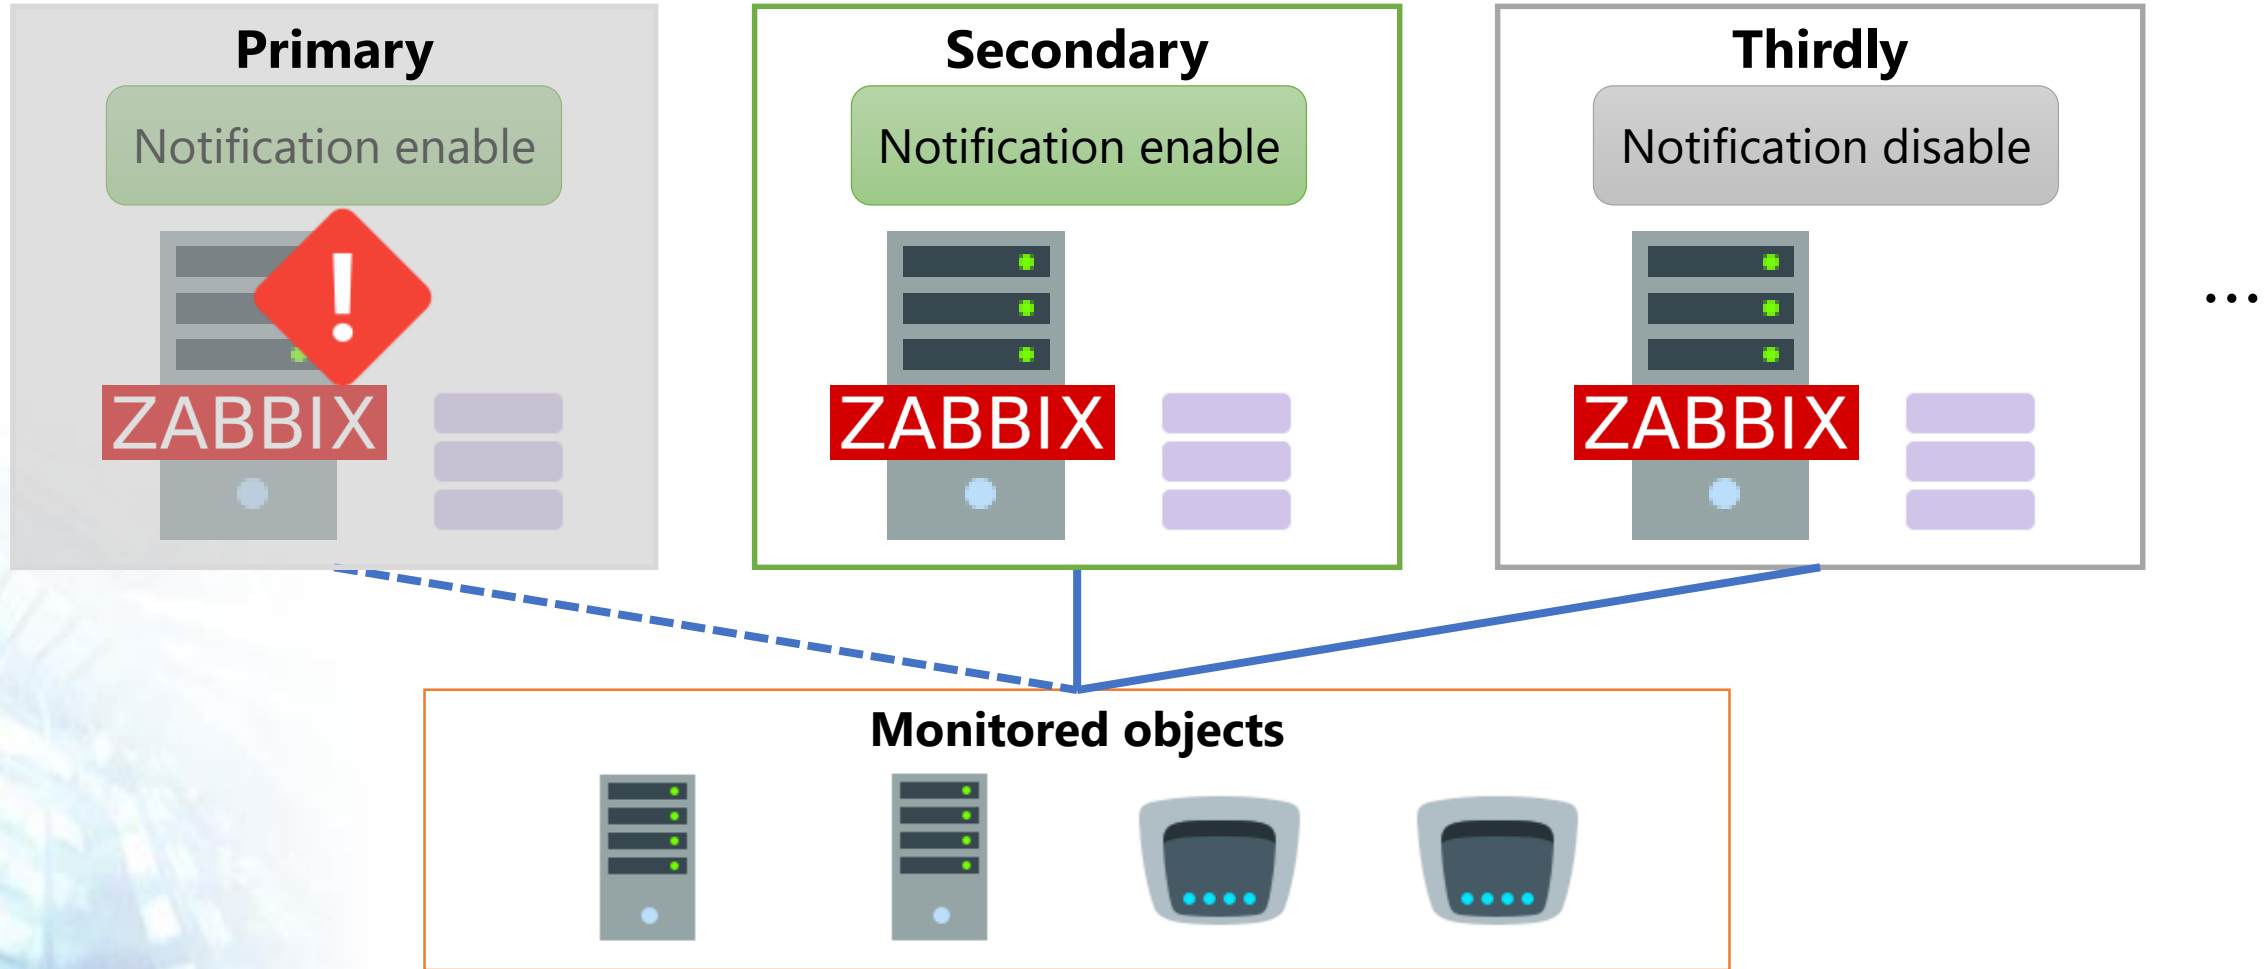 Primary
Notification enable
ZABBIX
Secondary
Notification enable
ZABBIX
Thirdly
Notification disable
ZABBIX
...
Monitored objects